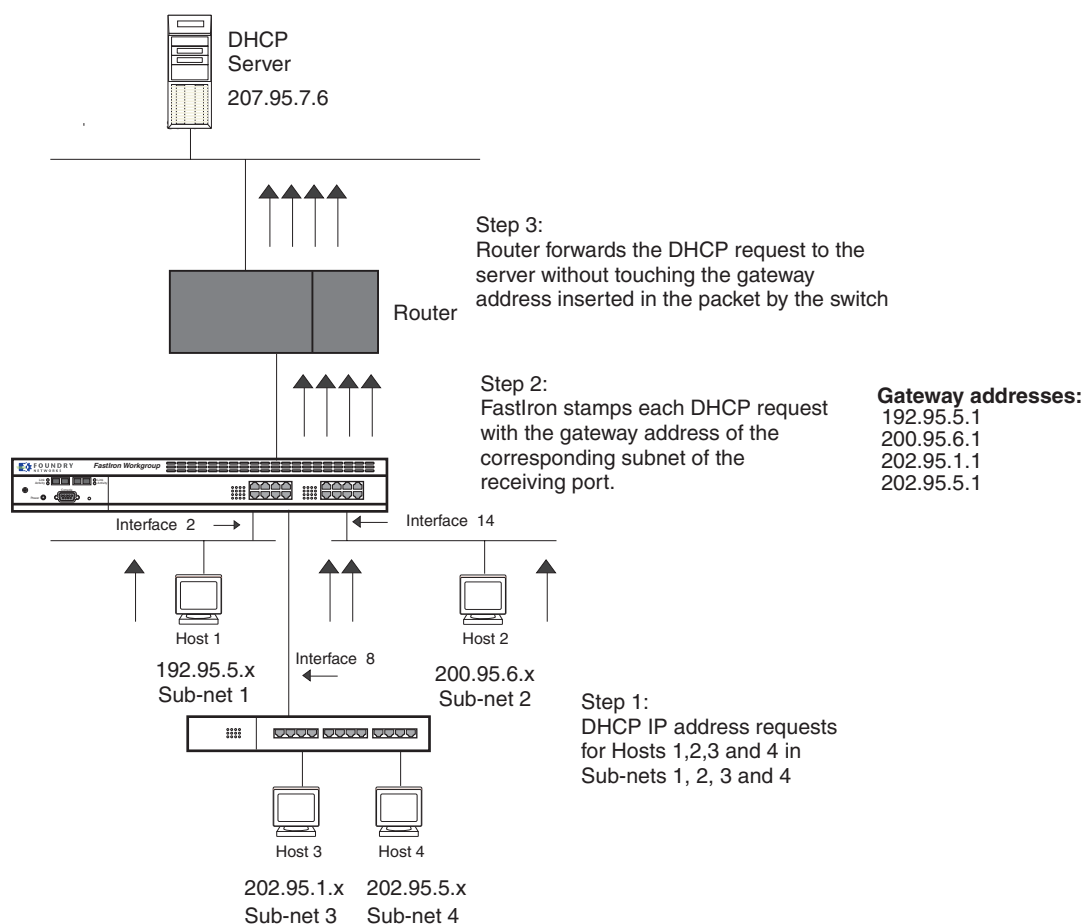 DHCP
Server
207.95.7.6
Step 3:
Router forwards the DHCP request to the
server without touching the gateway
address inserted in the packet by the switch
Router
Step 2:
FastIron stamps each DHCP request
with the gateway address of the
corresponding subnet of the
receiving port.
Gateway addresses:
192.95.5.1
200.95.6.1
202.95.1.1
202.95.5.1
FOUNDRY
NETWORKS
FastIron Workgroup
Power
Interface 2
Interface 14
Host 1
192.95.5.x
Sub-net 1
Interface 8
Host 2
200.95.6.x
Sub-net 2
Step 1:
DHCP IP address requests
for Hosts 1,2,3 and 4 in
Sub-nets 1, 2, 3 and 4
Host 3
Host 4
202.95.1.x
202.95.5.x
Sub-net 3
Sub-net 4